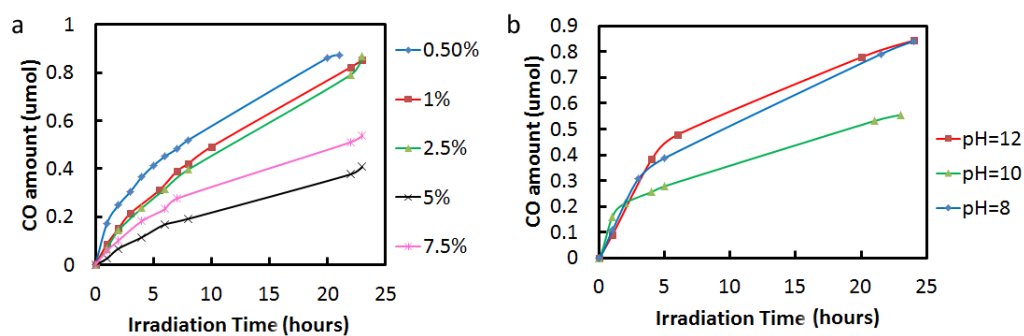 a
CO amount (umol)
1
0.8
0.6
0.4
0.2
0
0 5 10 15 20 25
Irradiation Time (hours)
0.50%
1%
2.5%
5%
7.5%
b
CO amount (umol)
0.9
0.8
0.7
0.6
0.5
0.4
0.3
0.2
0.1
0
0 5 10 15 20 25
Irradiation Time (hours)
pH=12
pH=10
pH=8